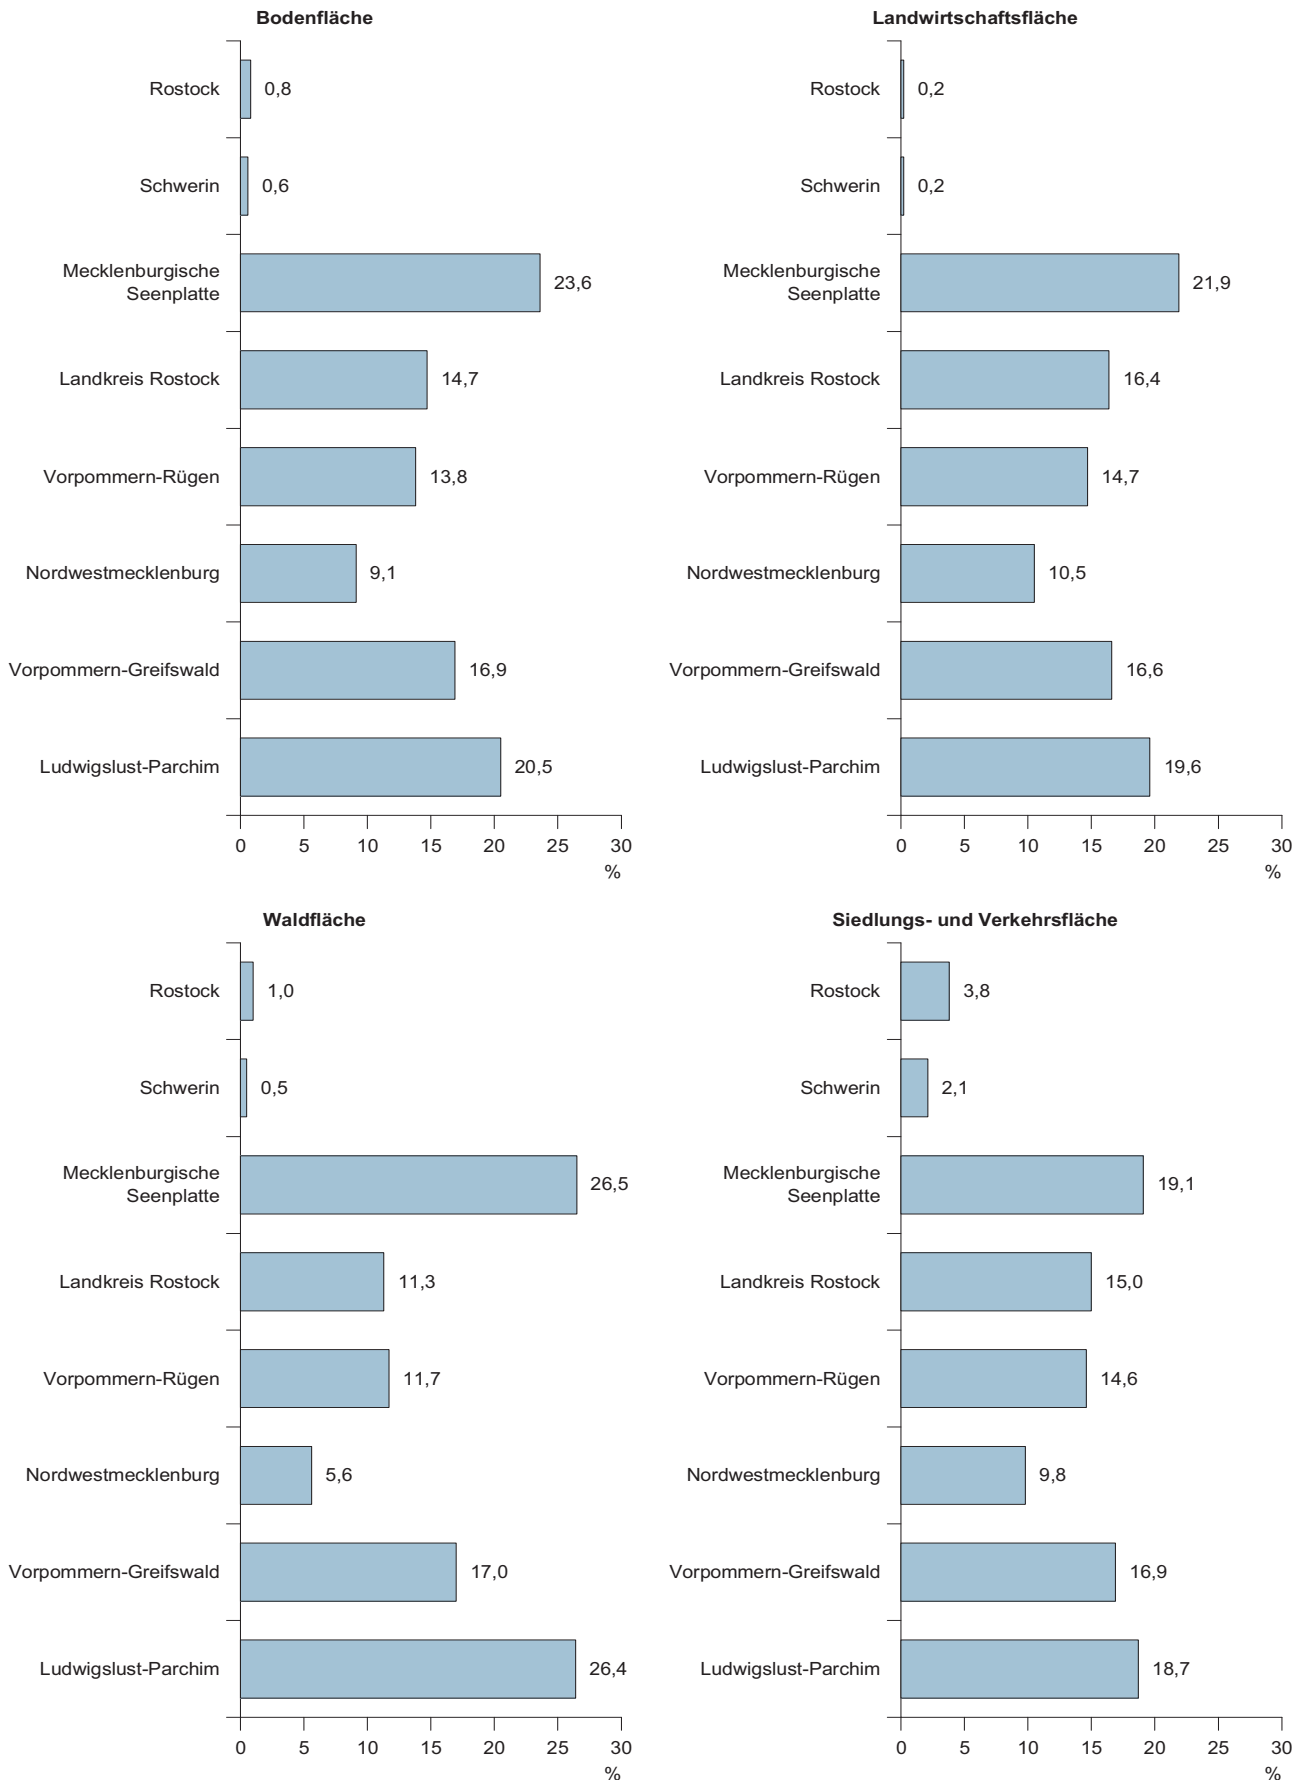 Bodenfläche
Rostock
0,8
Schwerin
0,6
Mecklenburgische
Seenplatte
23,6
Landkreis Rostock
14,7
Vorpommern-Rügen
13,8
Nordwestmecklenburg
9,1
Vorpommern-Greifswald
16,9
Ludwigslust-Parchim
20,5
0 5 10 15 20 25 30
%
Landwirtschaftsfläche
Rostock
0,2
Schwerin
0,2
Mecklenburgische
Seenplatte
21,9
Landkreis Rostock
16,4
Vorpommern-Rügen
14,7
Nordwestmecklenburg
10,5
Vorpommern-Greifswald
16,6
Ludwigslust-Parchim
19,6
0 5 10 15 20 25 30
%
Waldfläche
Rostock
1,0
Schwerin
0,5
Mecklenburgische
Seenplatte
26,5
Landkreis Rostock
11,3
Vorpommern-Rügen
11,7
Nordwestmecklenburg
5,6
Vorpommern-Greifswald
17,0
Ludwigslust-Parchim
26,4
0 5 10 15 20 25 30
%
Siedlungs- und Verkehrsfläche
Rostock
3,8
Schwerin
2,1
Mecklenburgische
Seenplatte
19,1
Landkreis Rostock
15,0
Vorpommern-Rügen
14,6
Nordwestmecklenburg
9,8
Vorpommern-Greifswald
16,9
Ludwigslust-Parchim
18,7
0 5 10 15 20 25 30
%